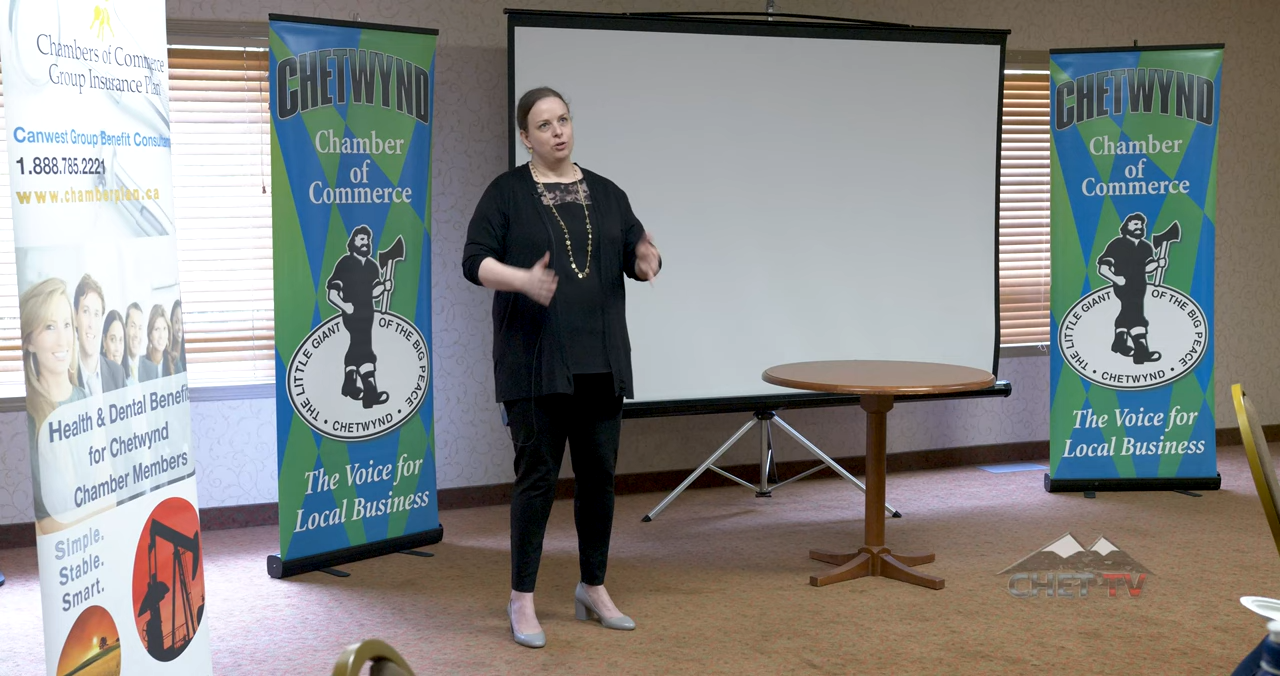 Chambers of Commerce
Group Insurance Plan
Canwest Group Benefit Consultan
1.888.785.2221
www.chamberplan.ca
Health & Dental Benefit
for Chetwynd
Chamber Members
Simple.
Stable.
Smart.
CHETWYND
Chamber
of
Commerce
THE LITTLE GIANT OF THE BIG PEACE
CHETWYND
The Voice for
Local Business
CHETWYND
Chamber
of
Commerce
THE LITTLE GIANT OF THE BIG PEACE
CHETWYND
The Voice for
Local Business
CHET TV